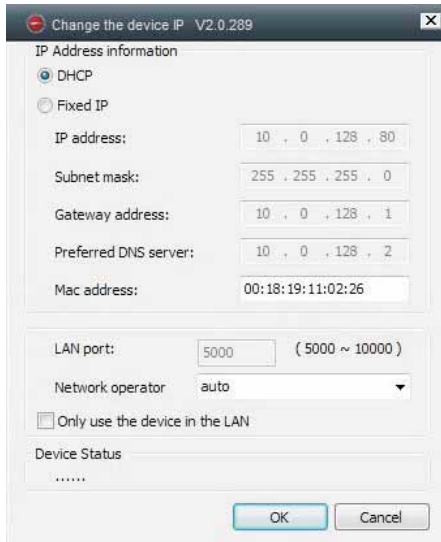 Change the device IP V2.0.289
IP Address information
DHCP
Fixed IP
IP address: 10 . 0 . 128 . 80
Subnet mask: 255 . 255 . 255 . 0
Gateway address: 10 . 0 . 128 . 1
Preferred DNS server: 10 . 0 . 128 . 2
Mac address: 00:18:19:11:02:26
LAN port: 5000 ( 5000 ~ 10000 )
Network operator auto
Only use the device in the LAN
Device Status
......
OK Cancel